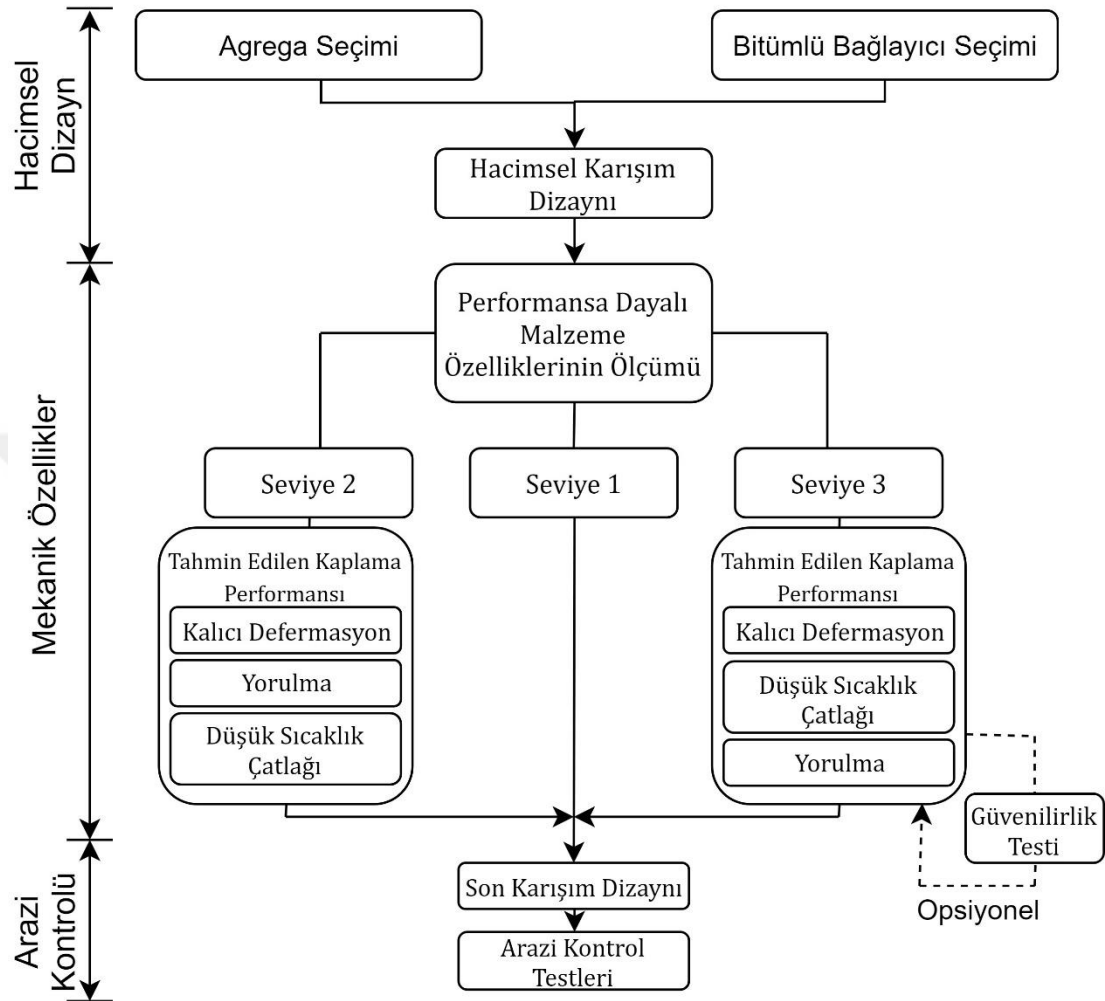 Hacimsel
Dizayn
Agrega Seçimi
Bitümlü Bağlayıcı Seçimi
Hacimsel Karışım
Dizaynı
Mekanik Özellikler
Performansa Dayalı
Malzeme
Özelliklerinin Ölçümü
Seviye 2
Seviye 1
Seviye 3
Tahmin Edilen Kaplama
Performansı
Kalıcı Defermasyon
Yorulma
Düşük Sıcaklık
Çatlağı
Tahmin Edilen Kaplama
Performansı
Kalıcı Defermasyon
Düşük Sıcaklık
Çatlağı
Yorulma
Güvenilirlik
Testi
Opsiyonel
Arazi
Kontrolü
Son Karışım Dizaynı
Arazi Kontrol
Testleri